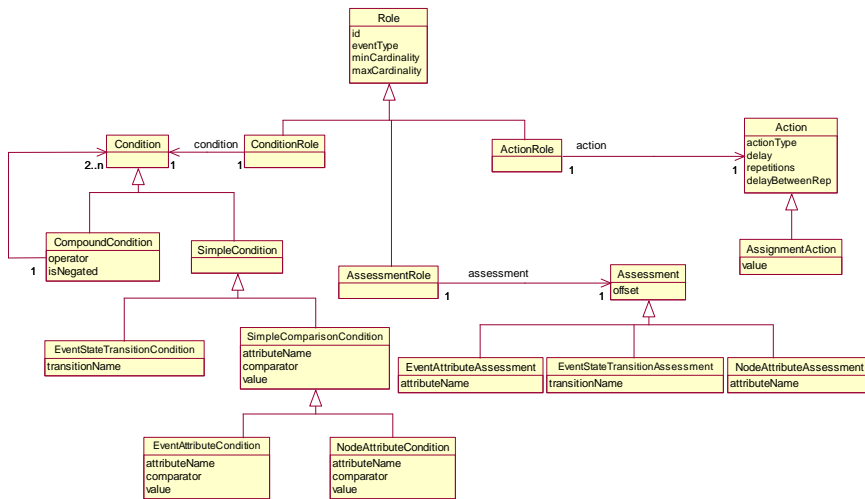 Role
id
eventType
minCardinality
maxCardinality
Condition
condition
ConditionRole
2..n
1
1
ActionRole
action
1
1
Action
actionType
delay
repetitions
delayBetweenRep
CompoundCondition
operator
isNegated
1
SimpleCondition
AssessmentRole
assessment
1
1
Assessment
offset
AssignmentAction
value
EventStateTransitionCondition
transitionName
SimpleComparisonCondition
attributeName
comparator
value
EventAttributeAssessment
attributeName
EventStateTransitionAssessment
transitionName
NodeAttributeAssessment
attributeName
EventAttributeCondition
attributeName
comparator
value
NodeAttributeCondition
attributeName
comparator
value